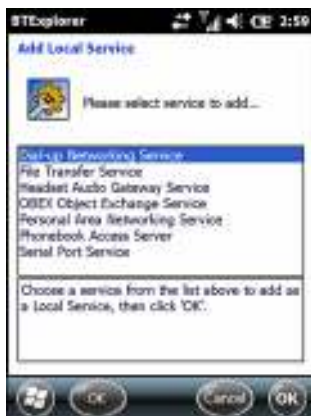 BTExplorer 2:59
Add Local Service
Please select service to add...
Dial-up Networking Service
File Transfer Service
Headset Audio Gateway Service
OBEX Object Exchange Service
Personal Area Networking Service
Phonebook Access Server
Serial Port Service
Choose a service from the list above to add as
a Local Service, then click 'OK'.
OK Cancel OK